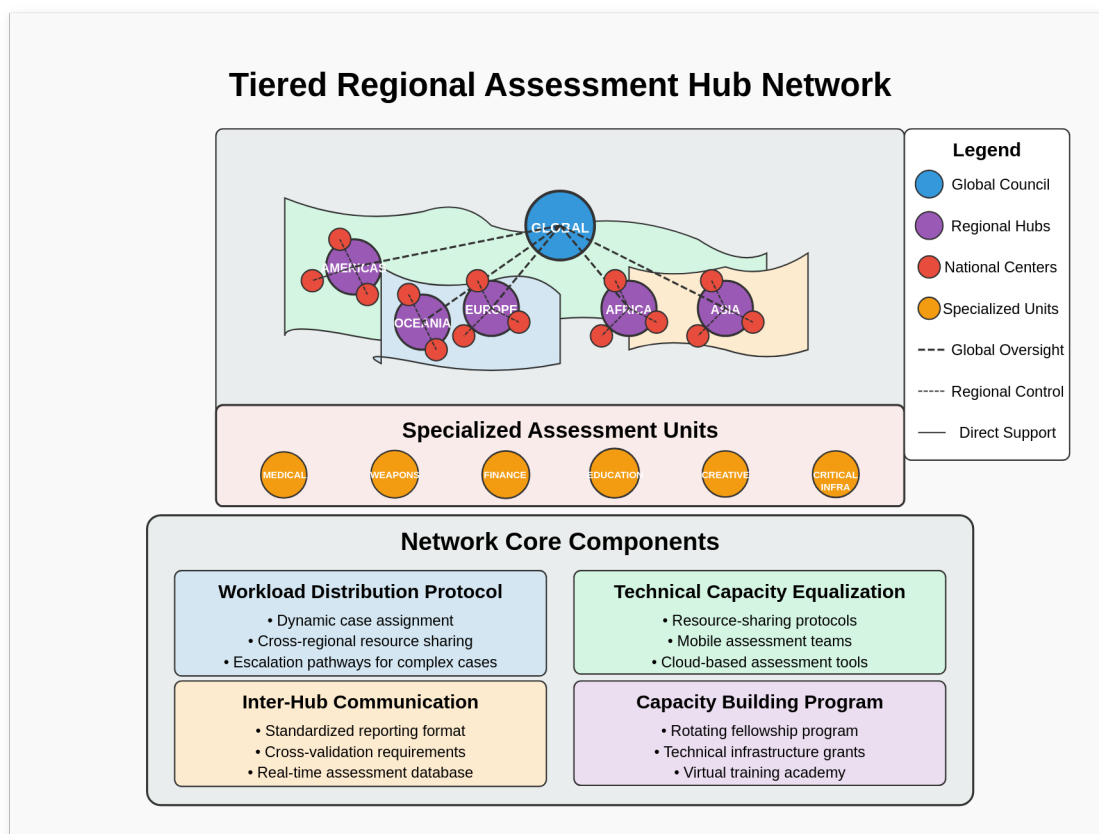 Tiered Regional Assessment Hub Network
GLOBAL
AMERICAS
OCEANIA
EUROPE
AFRICA
ASIA
Legend
Global Council
Regional Hubs
National Centers
Specialized Units
Global Oversight
Regional Control
Direct Support
Specialized Assessment Units
MEDICAL
WEAPONS
FINANCE
EDUCATION
CREATIVE
CRITICAL
INFRA
Network Core Components
Workload Distribution Protocol
• Dynamic case assignment
• Cross-regional resource sharing
• Escalation pathways for complex cases
Technical Capacity Equalization
• Resource-sharing protocols
• Mobile assessment teams
• Cloud-based assessment tools
Inter-Hub Communication
• Standardized reporting format
• Cross-validation requirements
• Real-time assessment database
Capacity Building Program
• Rotating fellowship program
• Technical infrastructure grants
• Virtual training academy